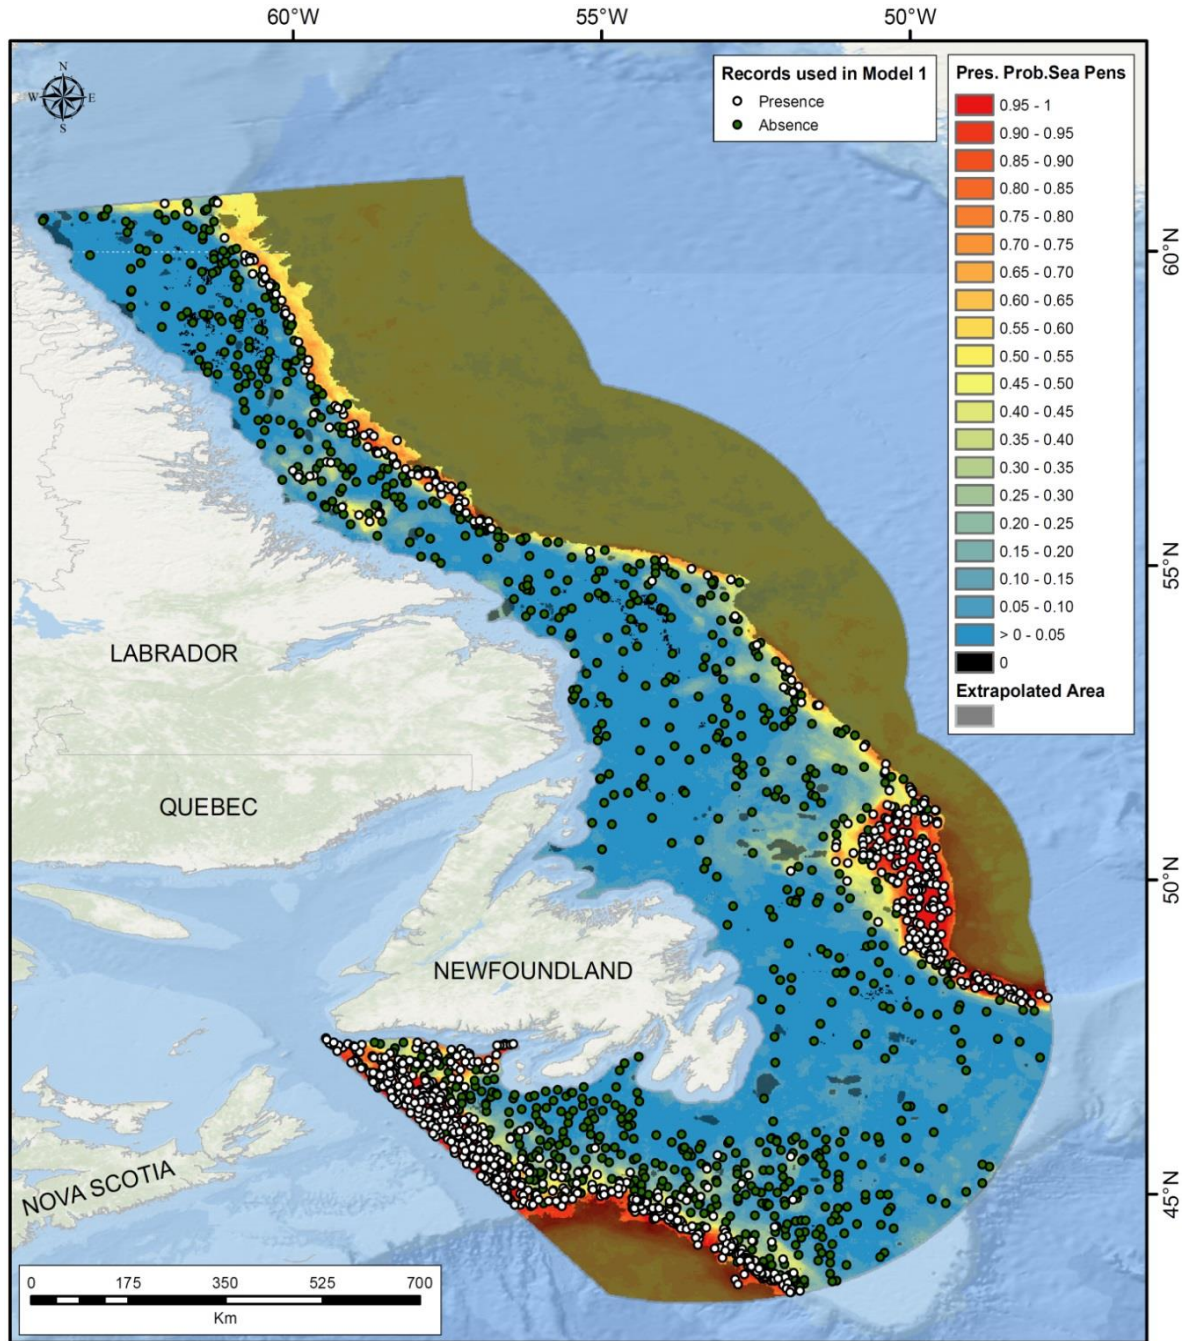 60°W
55°W
50°W
N
W
E
S
Records used in Model 1
Presence
Absence
Pres. Prob.Sea Pens
0.95 - 1
0.90 - 0.95
0.85 - 0.90
0.80 - 0.85
0.75 - 0.80
0.70 - 0.75
0.65 - 0.70
0.60 - 0.65
0.55 - 0.60
0.50 - 0.55
0.45 - 0.50
0.40 - 0.45
0.35 - 0.40
0.30 - 0.35
0.25 - 0.30
0.20 - 0.25
0.15 - 0.20
0.10 - 0.15
0.05 - 0.10
> 0 - 0.05
0
Extrapolated Area
60°N
55°N
LABRADOR
QUEBEC
50°N
NEWFOUNDLAND
NOVA SCOTIA
45°N
0 175 350 525 700
Km